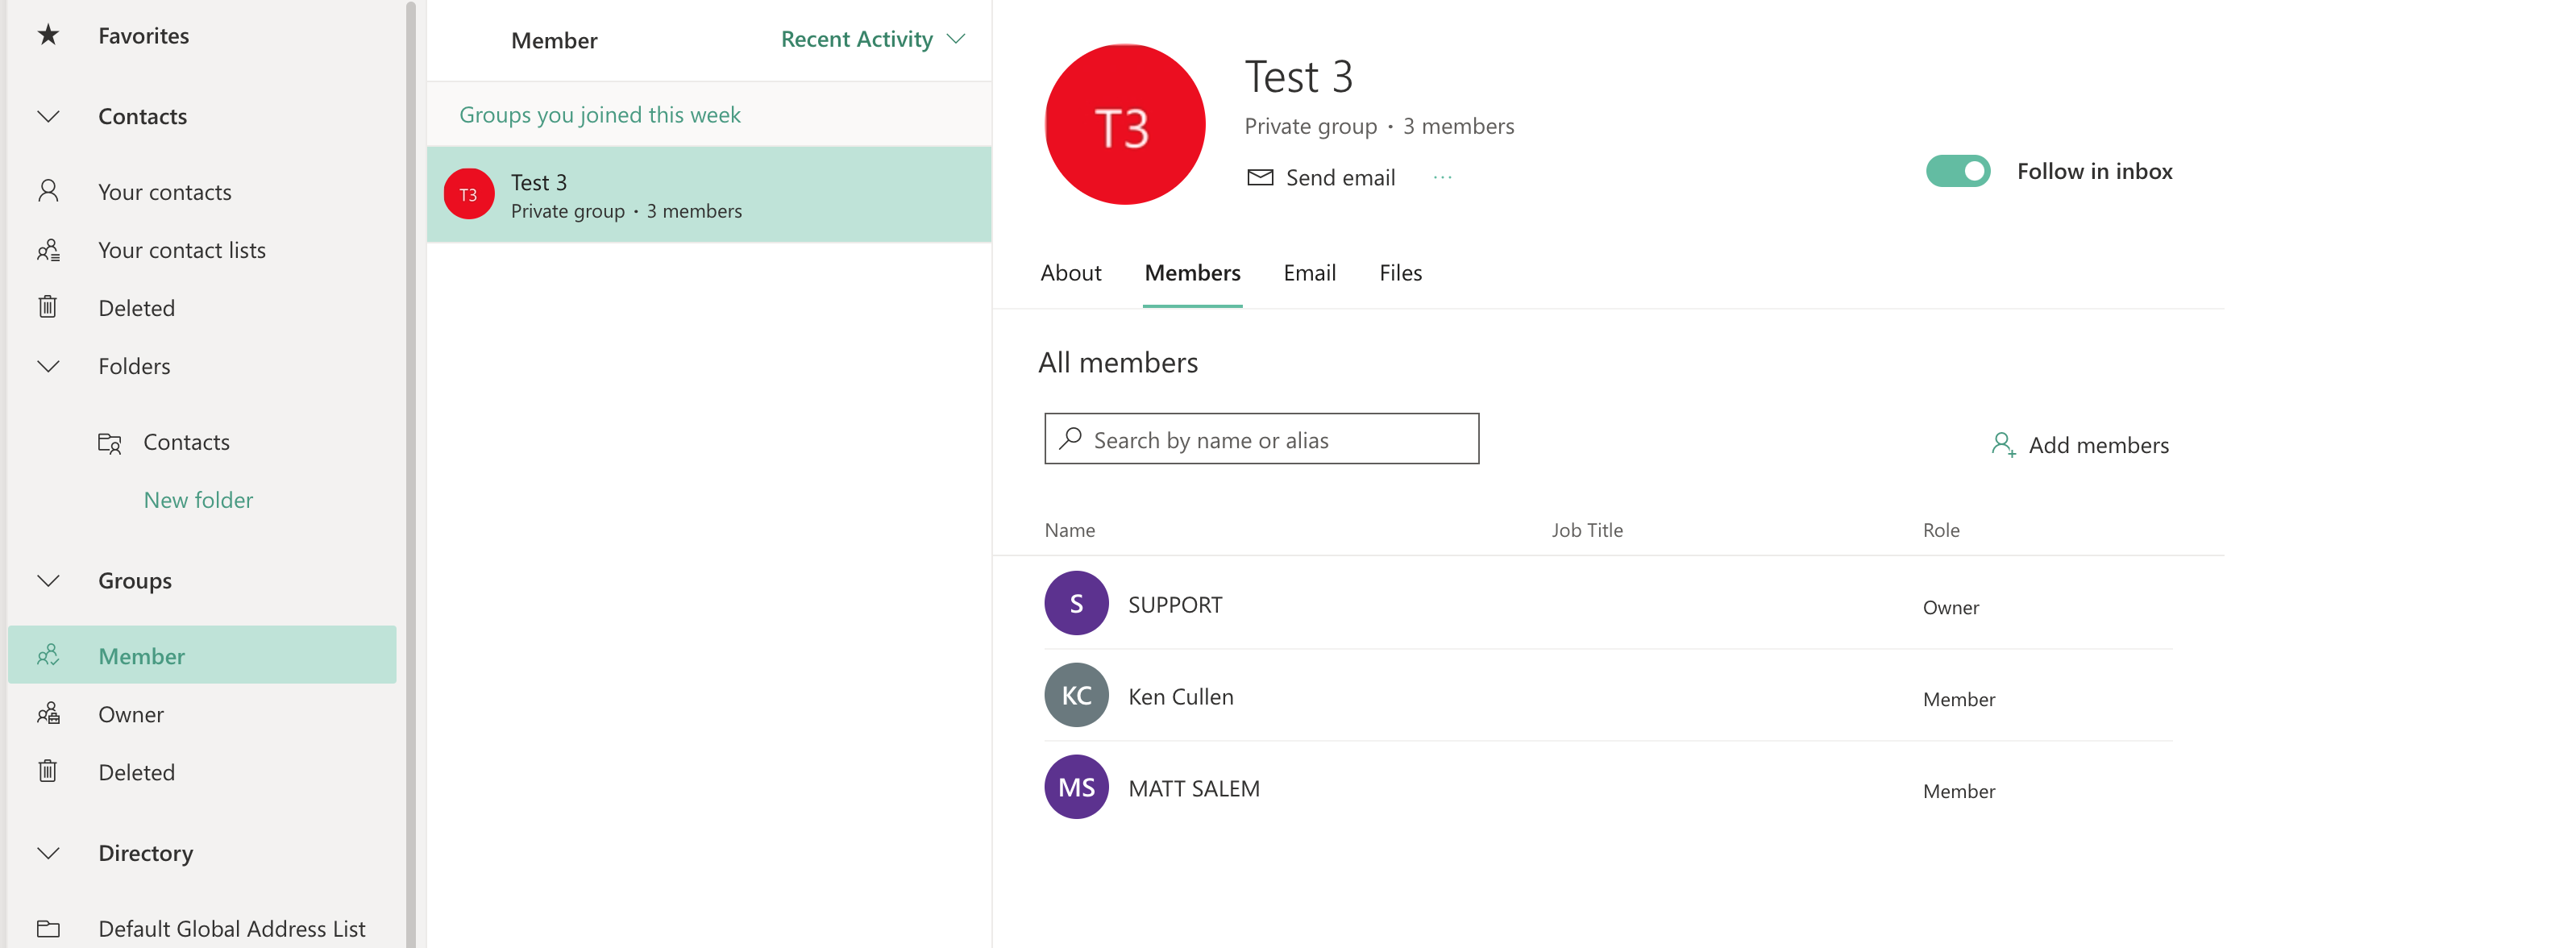 Favorites
Contacts
Your contacts
Your contact lists
Deleted
Folders
Contacts
New folder
Groups
Member
Owner
Deleted
Directory
Default Global Address List
Member
Recent Activity
Groups you joined this week
T3
Test 3
Private group • 3 members
T3
Test 3
Private group • 3 members
Send email ...
Follow in inbox
About Members Email Files
All members
Search by name or alias
Add members
Name Job Title Role
S SUPPORT Owner
KC Ken Cullen Member
MS MATT SALEM Member